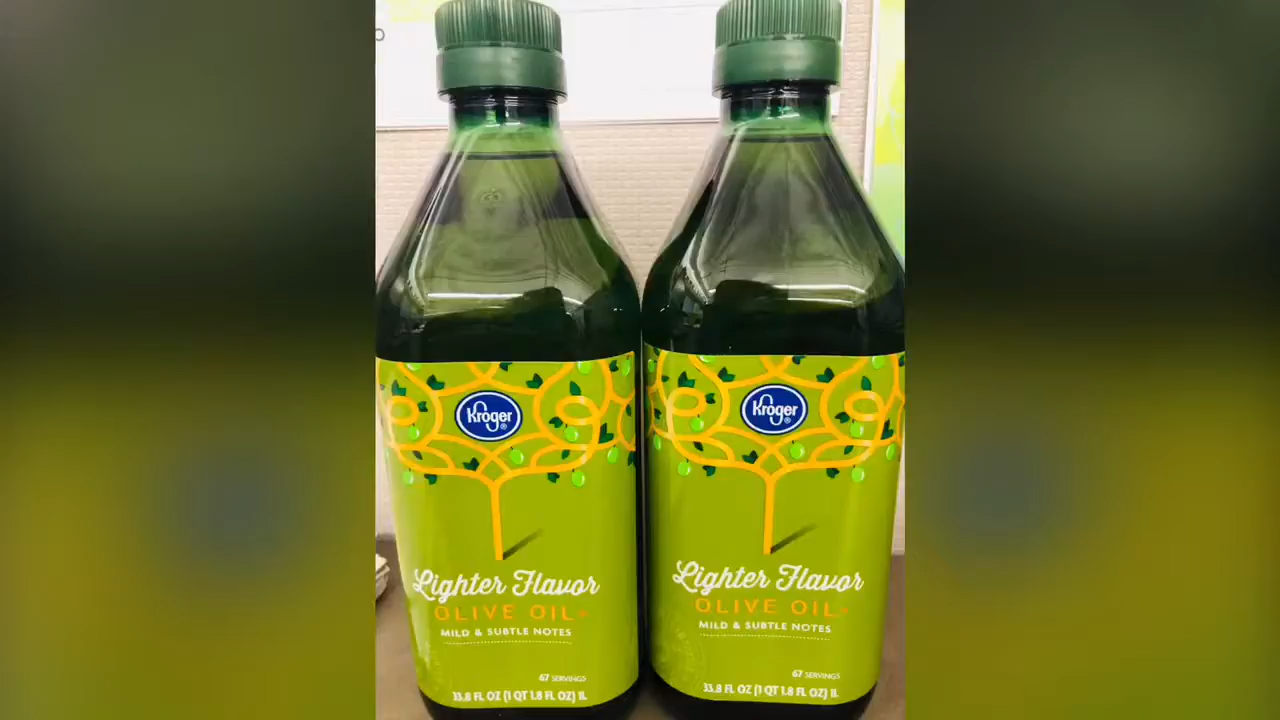 Kroger®
Lighter Flavor
OLIVE OIL
MILD & SUBTLE NOTES
67 SERVINGS
33.8 FL OZ (1 QT 1.8 FL OZ) 1L
Kroger®
Lighter Flavor
OLIVE OIL
MILD & SUBTLE NOTES
67 SERVINGS
33.8 FL OZ (1 QT 1.8 FL OZ) 1L